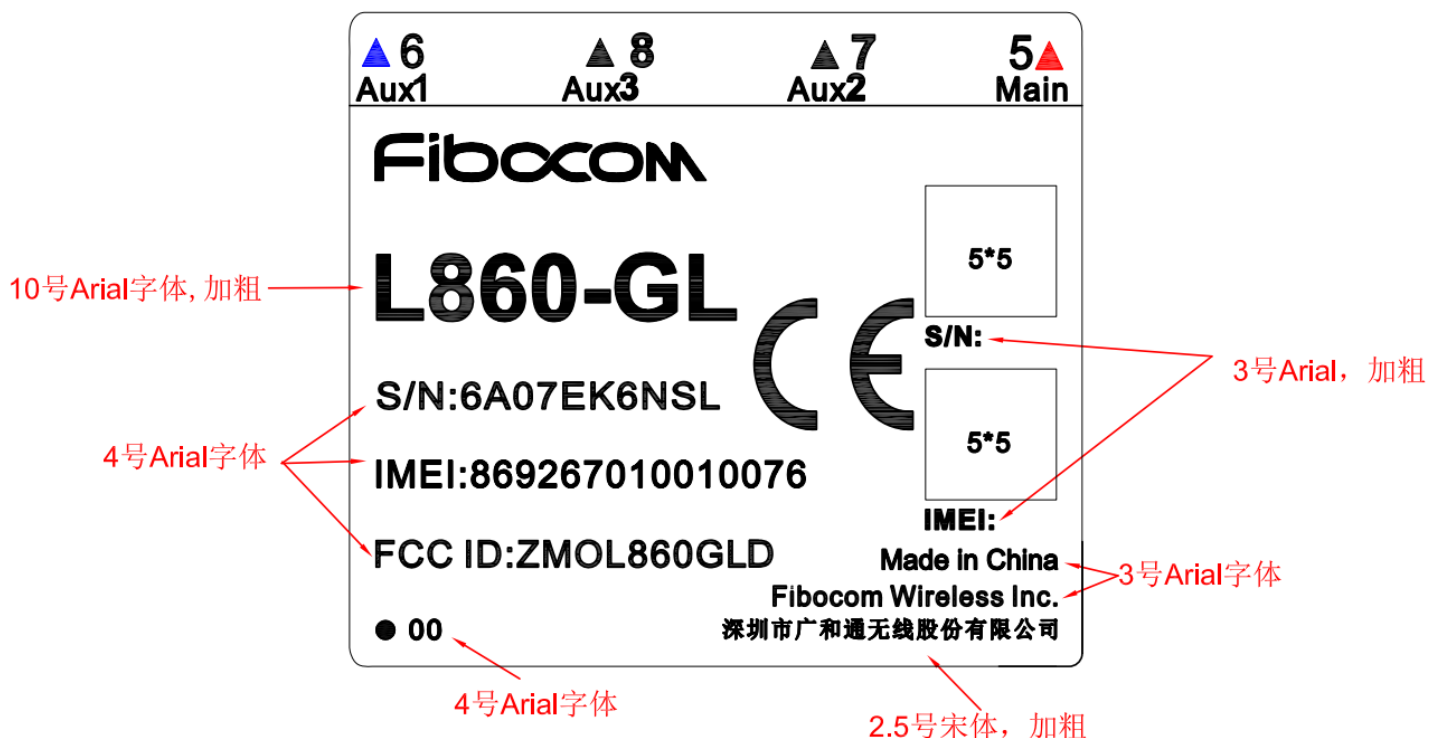 6 8 7 5
Aux1 Aux3 Aux2 Main
Fibocom
5*5
10号Arial字体,加粗
L860-GL
CE
S/N:
3号Arial，加粗
S/N:6A07EK6NSL
5*5
4号Arial字体
IMEI:869267010010076
IMEI:
FCC ID:ZMOL860GLD
Made in China
3号Arial字体
Fibocom Wireless Inc.
00
深圳市广和通无线股份有限公司
4号Arial字体
2.5号宋体，加粗